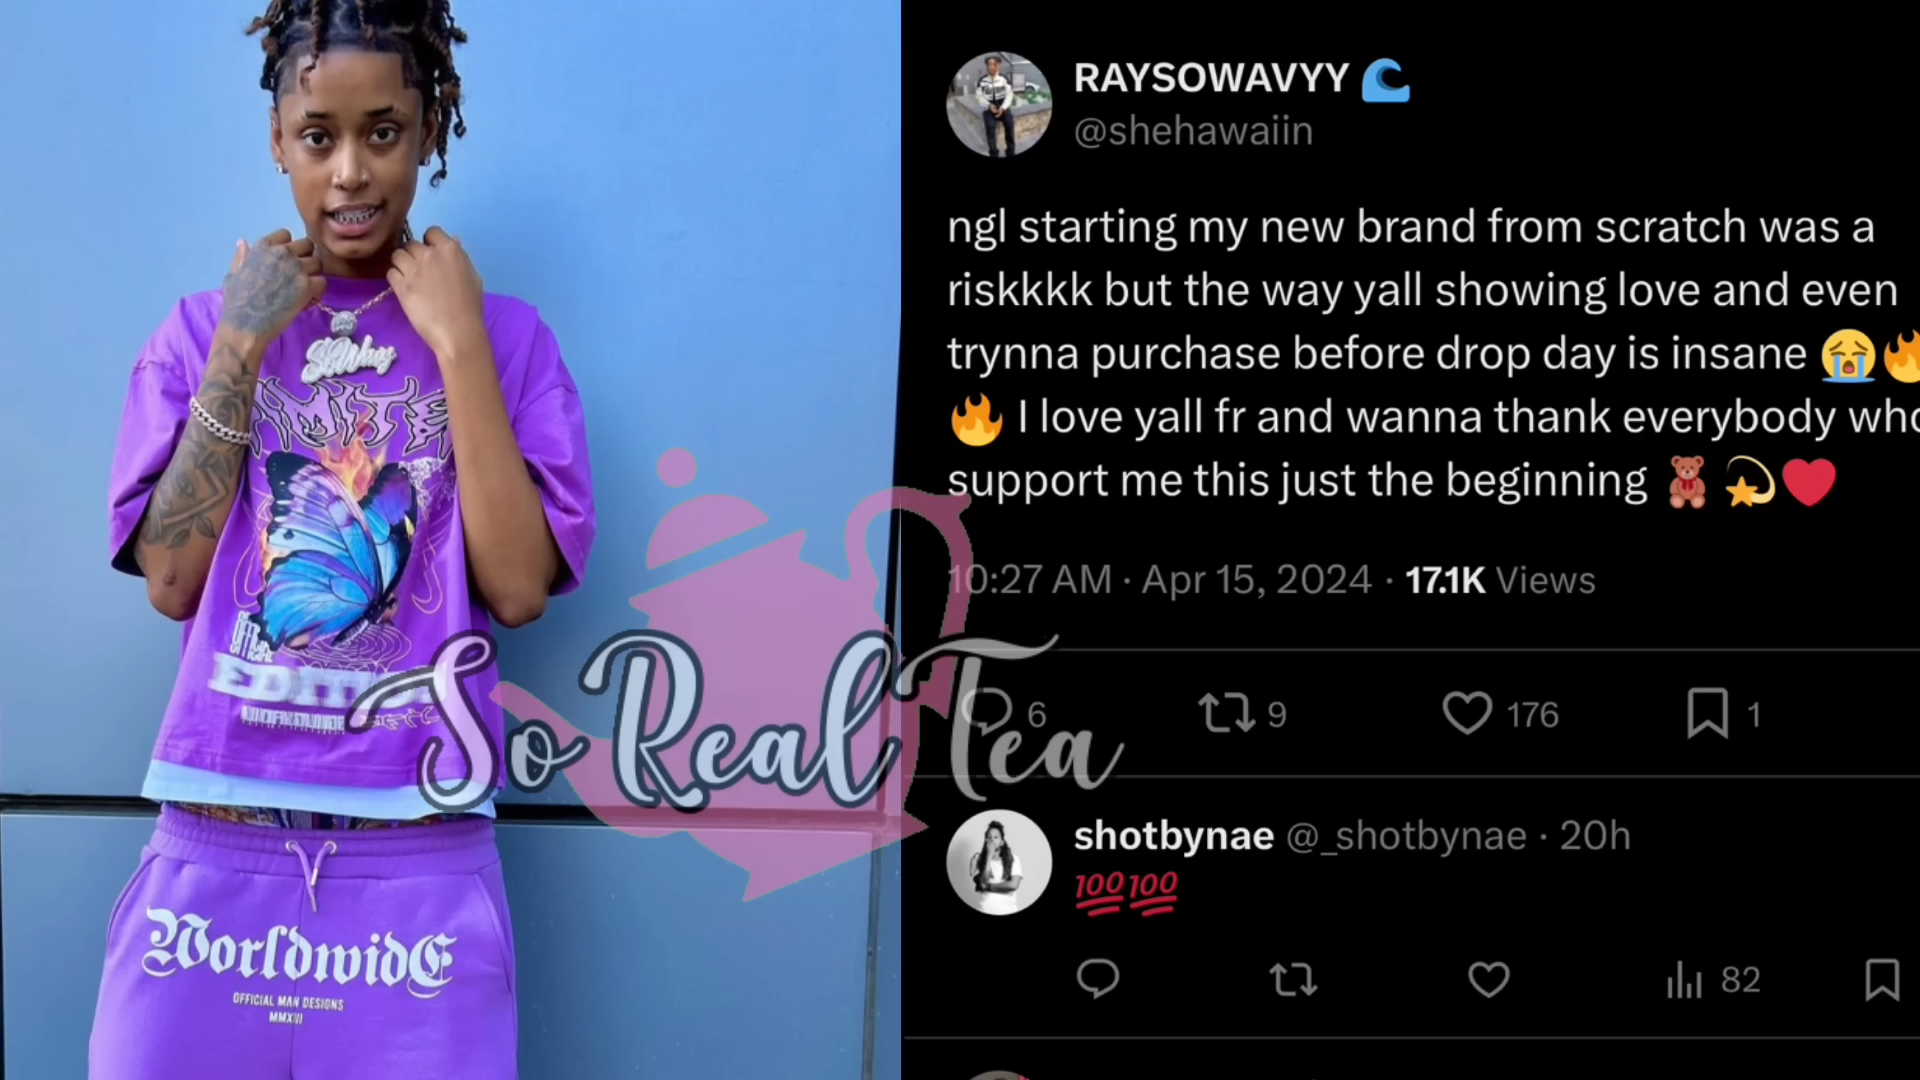 RAYSOWAVYY 🌊
@shehawaiin
ngl starting my new brand from scratch was a
riskkkk but the way yall showing love and even
trynna purchase before drop day is insane 😭🔥
🔥 I love yall fr and wanna thank everybody who
support me this just the beginning 🧸 💫❤️
10:27 AM · Apr 15, 2024 · 17.1K Views
6 9 176 1
shotbynae @_shotbynae · 20h
💯💯
82
So Real Tea
EDITION
WorldwidE
OFFICIAL MAN DESIGNS
MMXIII